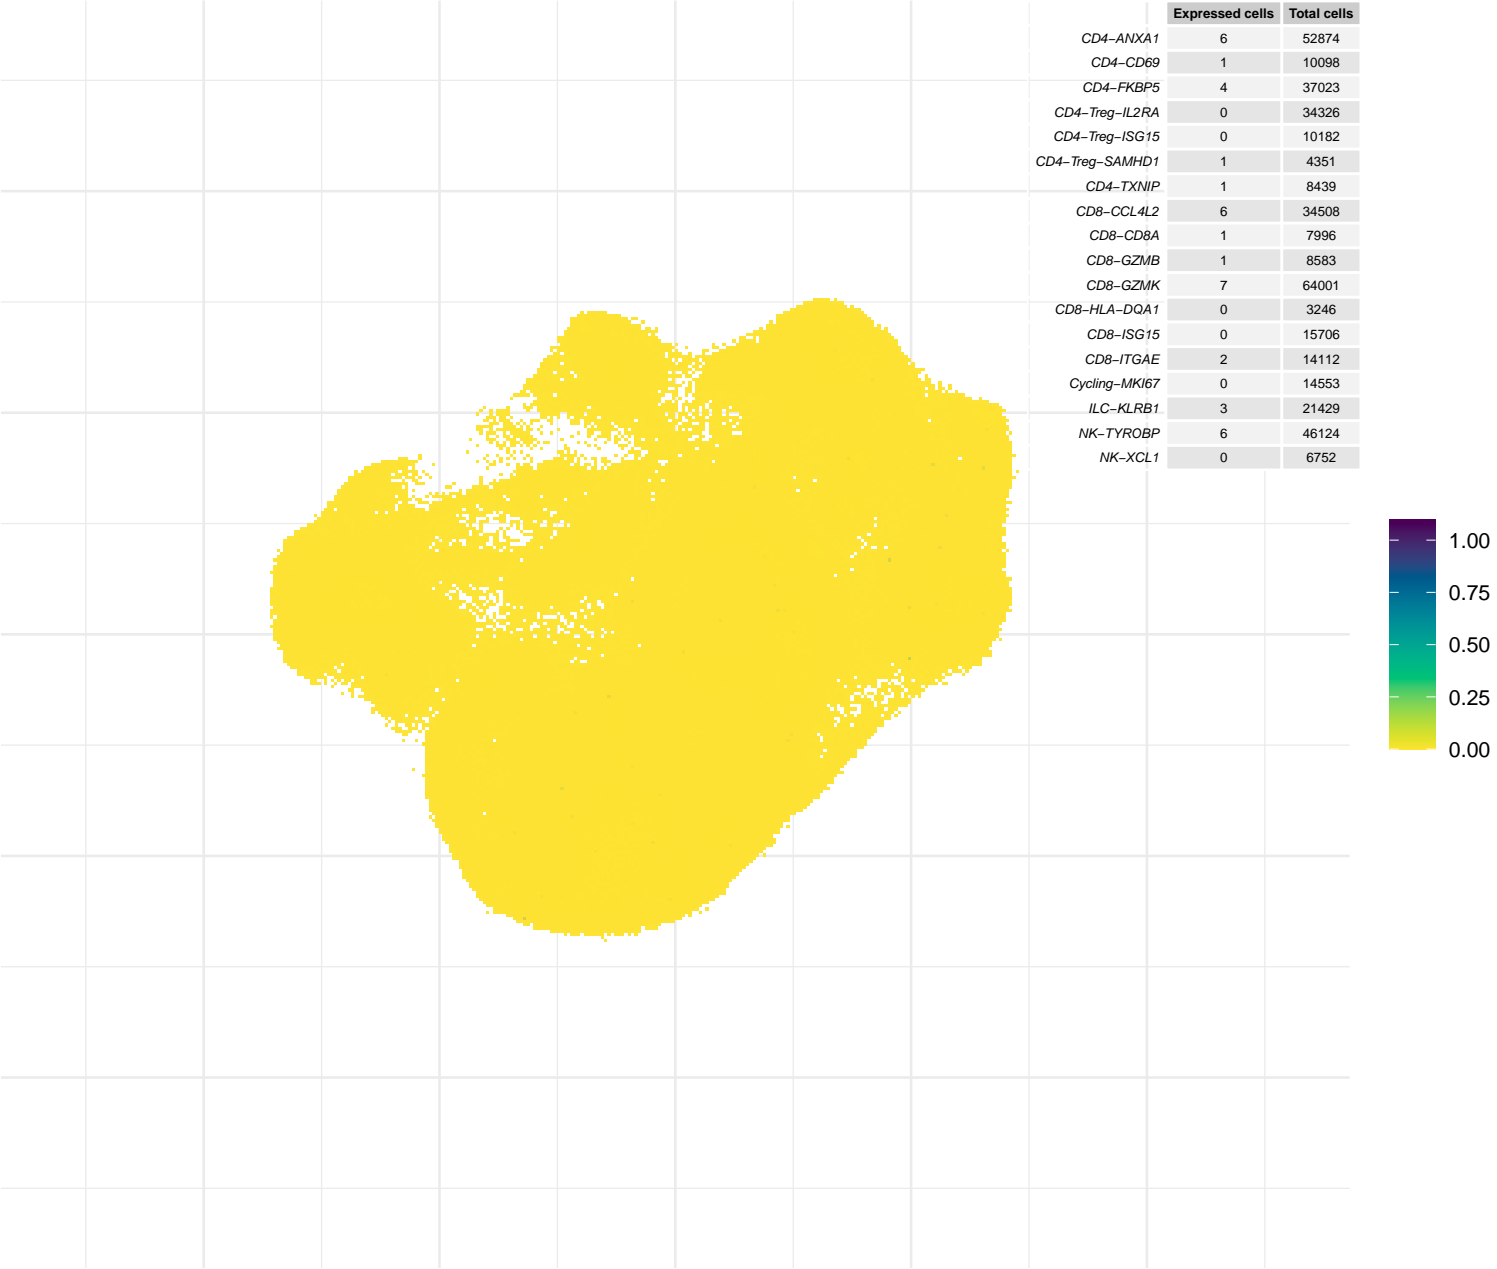 Expressed cells Total cells
CD4−ANXA1 6 52874
CD4−CD69 1 10098
CD4−FKBP5 4 37023
CD4−Treg−IL2RA 0 34326
CD4−Treg−ISG15 0 10182
CD4−Treg−SAMHD1 1 4351
CD4−TXNIP 1 8439
CD8−CCL4L2 6 34508
CD8−CD8A 1 7996
CD8−GZMB 1 8583
CD8−GZMK 7 64001
CD8−HLA−DQA1 0 3246
CD8−ISG15 0 15706
CD8−ITGAE 2 14112
Cycling−MKI67 0 14553
ILC−KLRB1 3 21429
NK−TYROBP 6 46124
NK−XCL1 0 6752
1.00
0.75
0.50
0.25
0.00